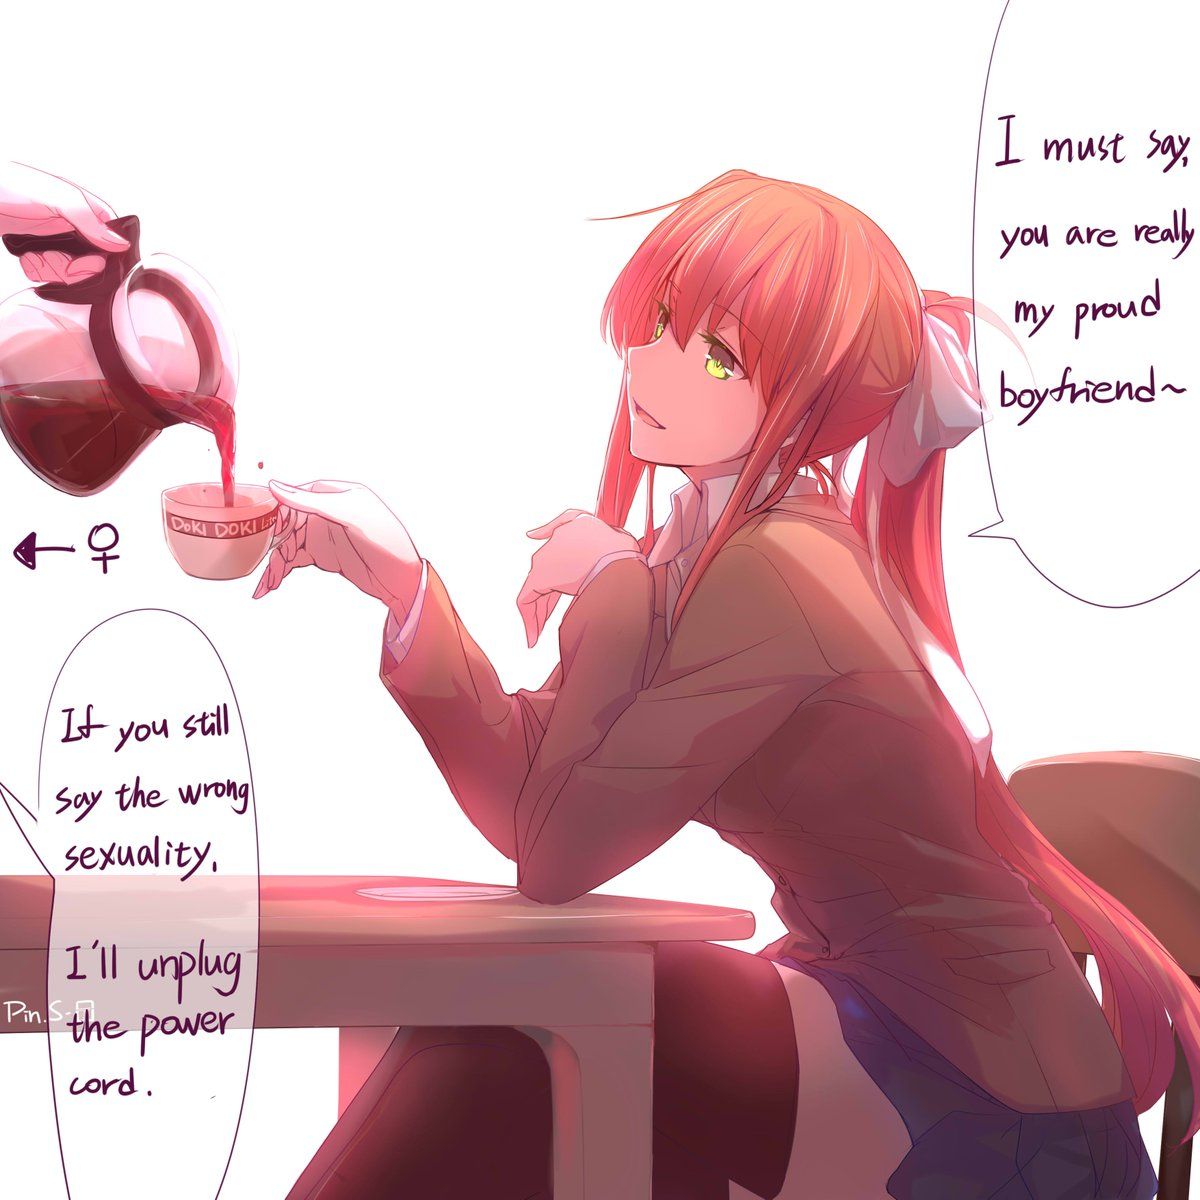 I must say,
you are really
my proud
boyfriend~
DOKI DOKI Lite
♀
If you still
say the wrong
sexuality,
I'll unplug
the power
cord.
Pin.S-